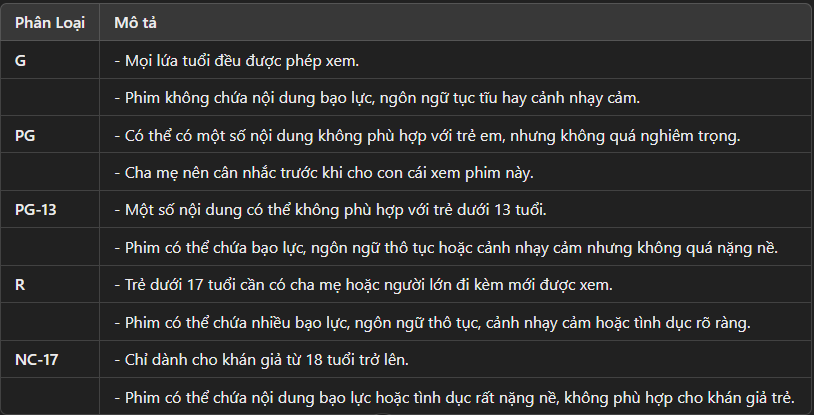 Phân Loại Mô tả
G - Mọi lứa tuổi đều được phép xem.
- Phim không chứa nội dung bạo lực, ngôn ngữ tục tĩu hay cảnh nhạy cảm.
PG - Có thể có một số nội dung không phù hợp với trẻ em, nhưng không quá nghiêm trọng.
- Cha mẹ nên cân nhắc trước khi cho con cái xem phim này.
PG-13 - Một số nội dung có thể không phù hợp với trẻ dưới 13 tuổi.
- Phim có thể chứa bạo lực, ngôn ngữ thô tục hoặc cảnh nhạy cảm nhưng không quá nặng nề.
R - Trẻ dưới 17 tuổi cần có cha mẹ hoặc người lớn đi kèm mới được xem.
- Phim có thể chứa nhiều bạo lực, ngôn ngữ thô tục, cảnh nhạy cảm hoặc tình dục rõ ràng.
NC-17 - Chỉ dành cho khán giả từ 18 tuổi trở lên.
- Phim có thể chứa nội dung bạo lực hoặc tình dục rất nặng nề, không phù hợp cho khán giả trẻ.